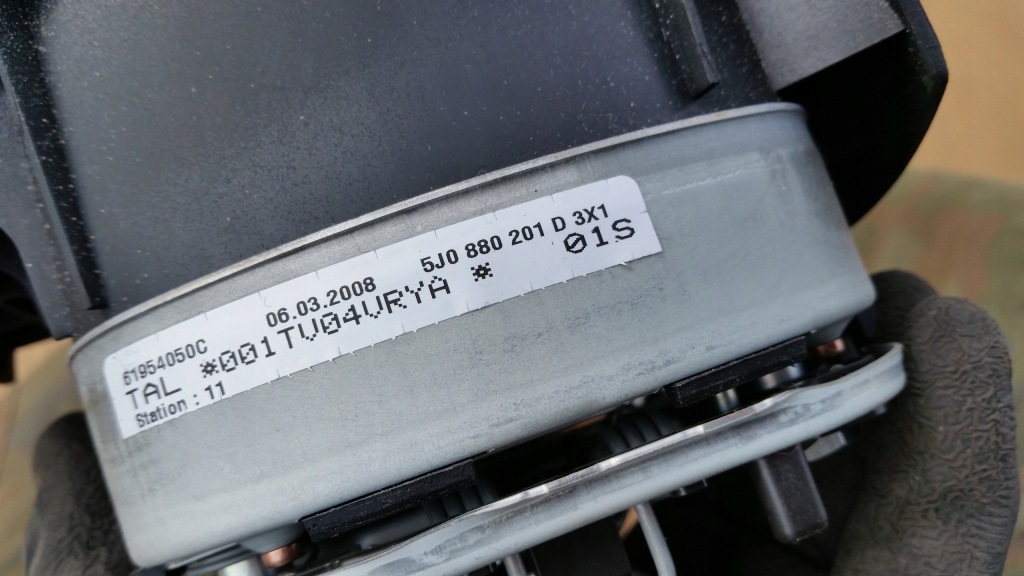 06.03.2008 5J0 880 201 D 3X1
61954050C
TAL *001TV04VRYA * 01S
Station : 11